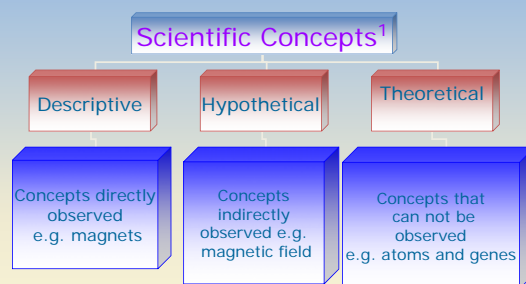 Scientific Concepts¹
Descriptive
Hypothetical
Theoretical
Concepts directly
observed
e.g. magnets
Concepts
indirectly
observed e.g.
magnetic field
Concepts that
can not be
observed
e.g. atoms and genes